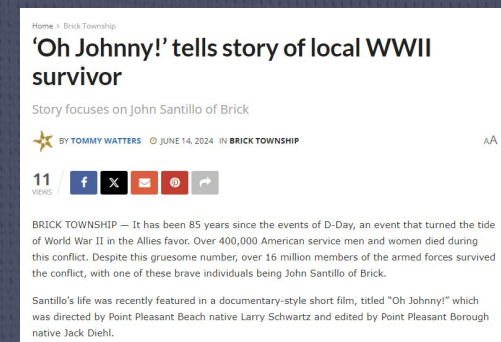 Home > Brick Township
‘Oh Johnny!’ tells story of local WWII
survivor
Story focuses on John Santillo of Brick
BY TOMMY WATTERS JUNE 14, 2024 IN BRICK TOWNSHIP AA
11
VIEWS
BRICK TOWNSHIP — It has been 85 years since the events of D-Day, an event that turned the tide
of World War II in the Allies favor. Over 400,000 American service men and women died during
this conflict. Despite this gruesome number, over 16 million members of the armed forces survived
the conflict, with one of these brave individuals being John Santillo of Brick.
Santillo’s life was recently featured in a documentary-style short film, titled “Oh Johnny!” which
was directed by Point Pleasant Beach native Larry Schwartz and edited by Point Pleasant Borough
native Jack Diehl.